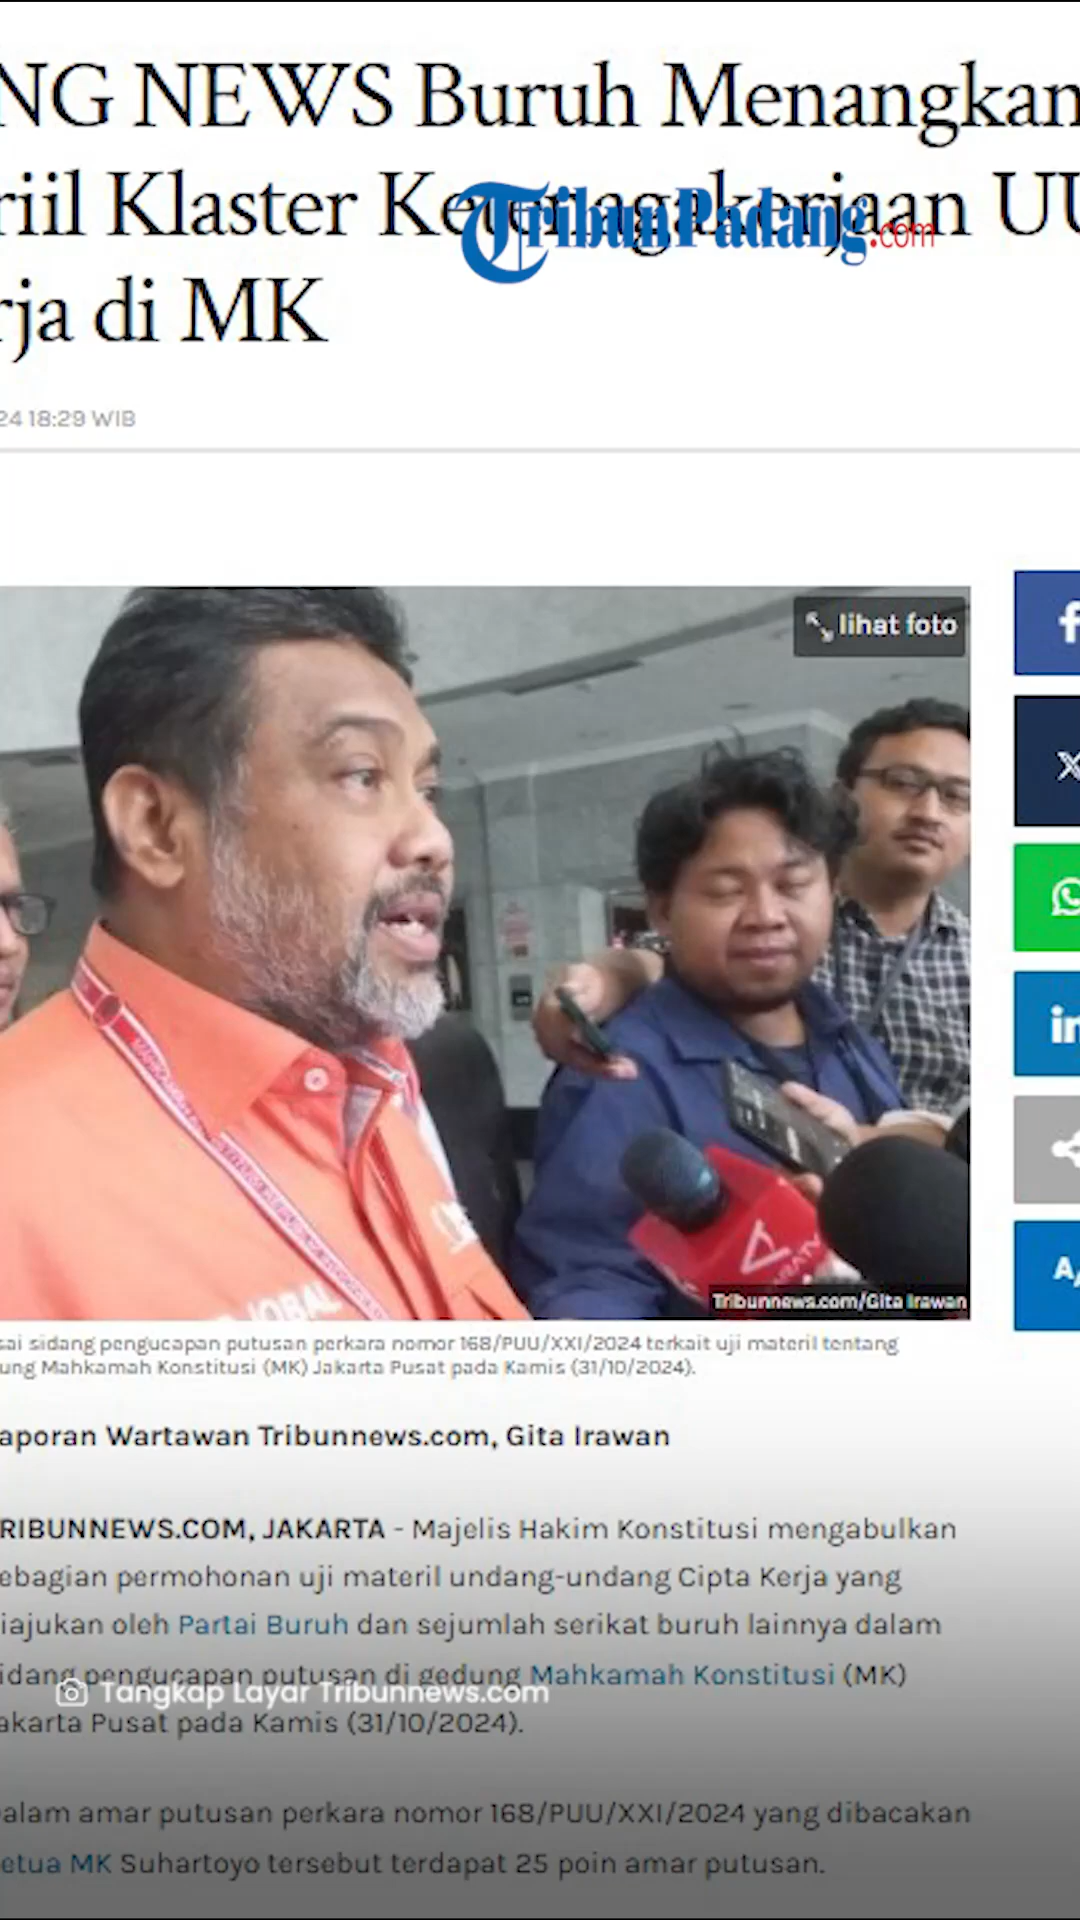 NG NEWS Buruh Menangkan
riil Klaster Ketenagakerjaan UU
TribunPadang.com
rja di MK
24 18:29 WIB
lihat foto
Tribunnews.com/Gita Irawan
sai sidang pengucapan putusan perkara nomor 168/PUU/XXI/2024 terkait uji materil tentang
ung Mahkamah Konstitusi (MK) Jakarta Pusat pada Kamis (31/10/2024).
aporan Wartawan Tribunnews.com, Gita Irawan
RIBUNNEWS.COM, JAKARTA - Majelis Hakim Konstitusi mengabulkan
ebagian permohonan uji materil undang-undang Cipta Kerja yang
iajukan oleh Partai Buruh dan sejumlah serikat buruh lainnya dalam
idang pengucapan putusan di gedung Mahkamah Konstitusi (MK)
Tangkap Layar Tribunnews.com
akarta Pusat pada Kamis (31/10/2024).
alam amar putusan perkara nomor 168/PUU/XXI/2024 yang dibacakan
etua MK Suhartoyo tersebut terdapat 25 poin amar putusan.